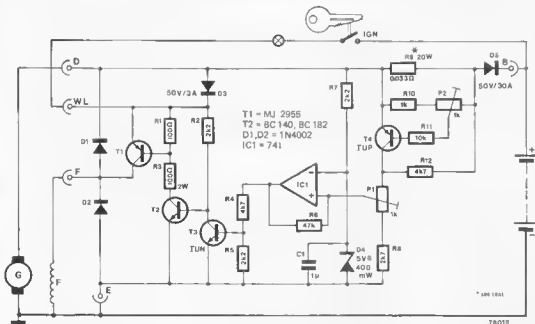 IGN
D
WL
F
E
G
F
D1
D2
T1
R1
100Ω
R3
100Ω
2W
T2
50V/3A
D3
R2
2k2
T1 = MJ 2955
T2 = BC 140, BC 182
D1,D2 = 1N4002
IC1 = 741
T3
TUN
R4
4k7
R5
2k2
IC1
R6
47k
C1
1µ
R7
2k2
D4
5V6
400
mW
*
R9 20W
0.033Ω
R10
1k
P2
1k
R11
10k
T4
TUP
R12
4k7
P1
1k
R8
2k7
D5
B
50V/30A
+
-
* see text